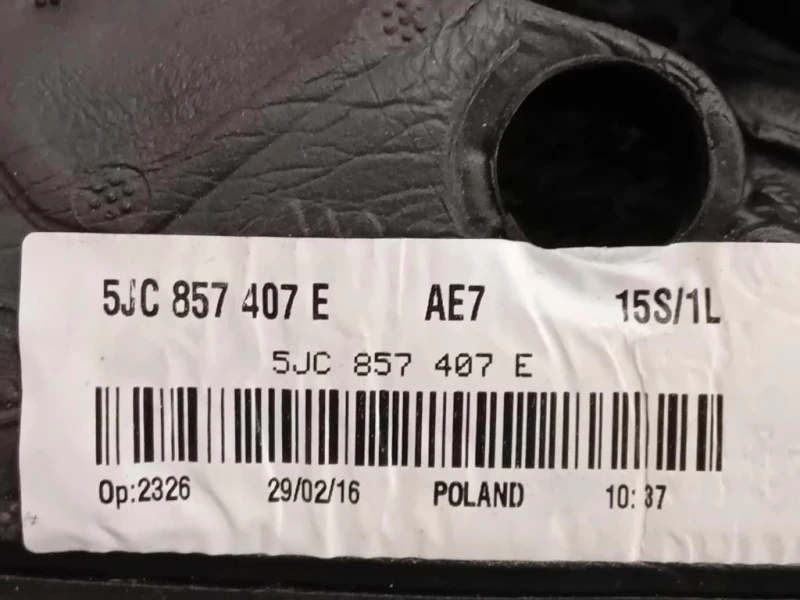 5JC 857 407 E AE7 15S/1L
5JC 857 407 E
Op:2326 29/02/16 POLAND 10:37